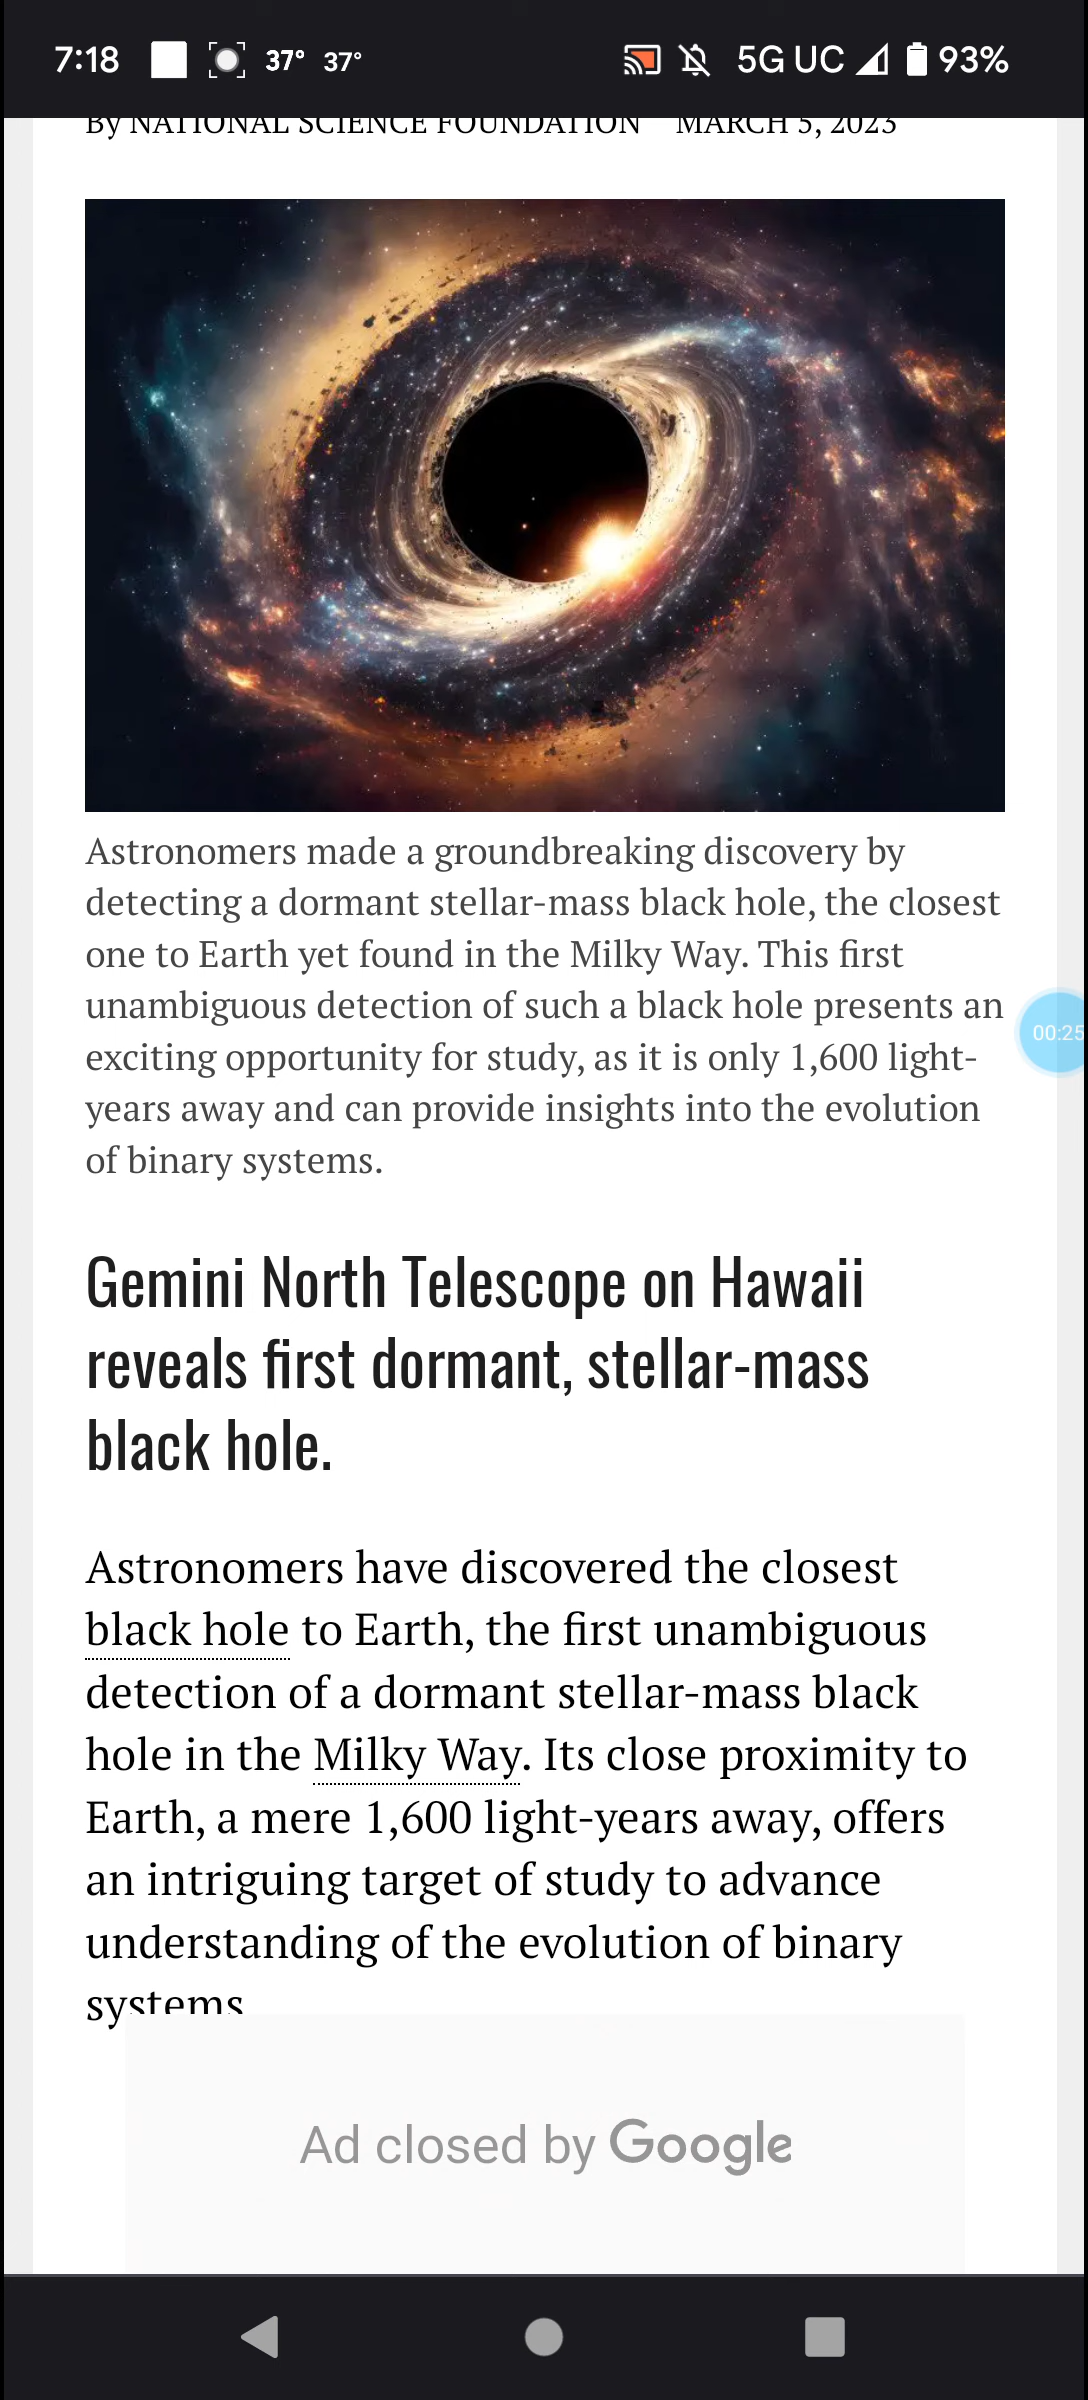 7:18 37° 37° 5G UC 93%
By NATIONAL SCIENCE FOUNDATION MARCH 5, 2023
Astronomers made a groundbreaking discovery by
detecting a dormant stellar-mass black hole, the closest
one to Earth yet found in the Milky Way. This first
unambiguous detection of such a black hole presents an
exciting opportunity for study, as it is only 1,600 light-
years away and can provide insights into the evolution
of binary systems.
00:25
Gemini North Telescope on Hawaii
reveals first dormant, stellar-mass
black hole.
Astronomers have discovered the closest
black hole to Earth, the first unambiguous
detection of a dormant stellar-mass black
hole in the Milky Way. Its close proximity to
Earth, a mere 1,600 light-years away, offers
an intriguing target of study to advance
understanding of the evolution of binary
systems
Ad closed by Google